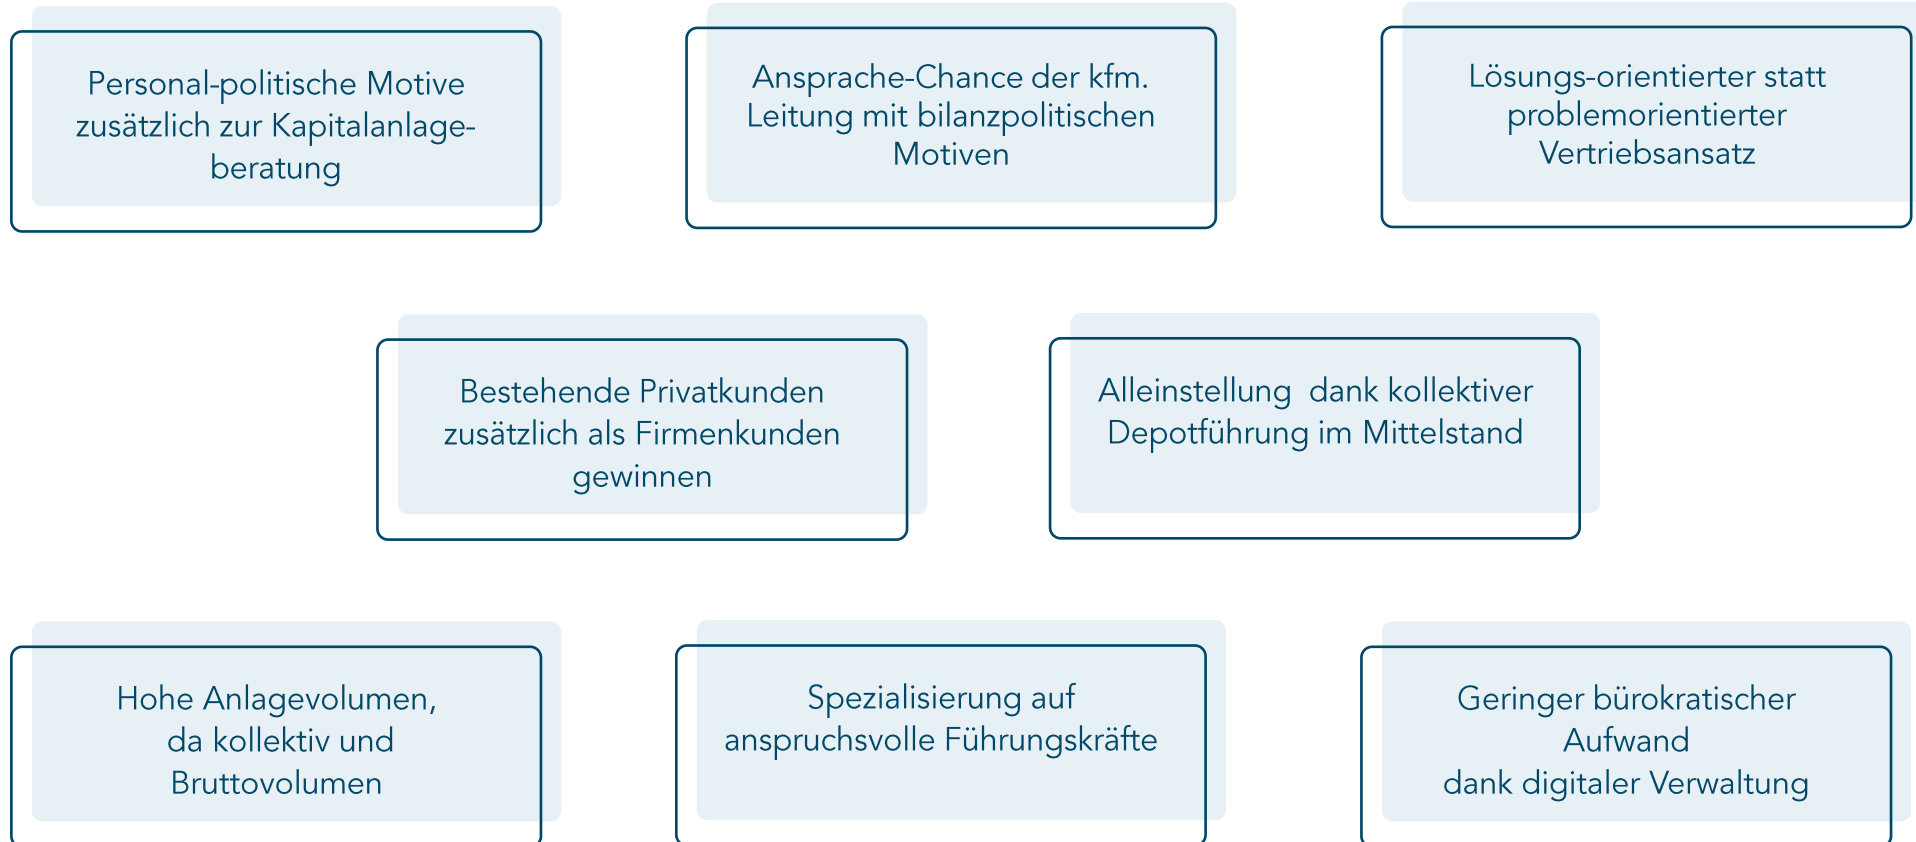 Personal-politische Motive
zusätzlich zur Kapitalanlage-
beratung
Ansprache-Chance der kfm.
Leitung mit bilanzpolitischen
Motiven
Lösungs-orientierter statt
problemorientierter
Vertriebsansatz
Bestehende Privatkunden
zusätzlich als Firmenkunden
gewinnen
Alleinstellung  dank kollektiver
Depotführung im Mittelstand
Hohe Anlagevolumen,
da kollektiv und
Bruttovolumen
Spezialisierung auf
anspruchsvolle Führungskräfte
Geringer bürokratischer
Aufwand
dank digitaler Verwaltung